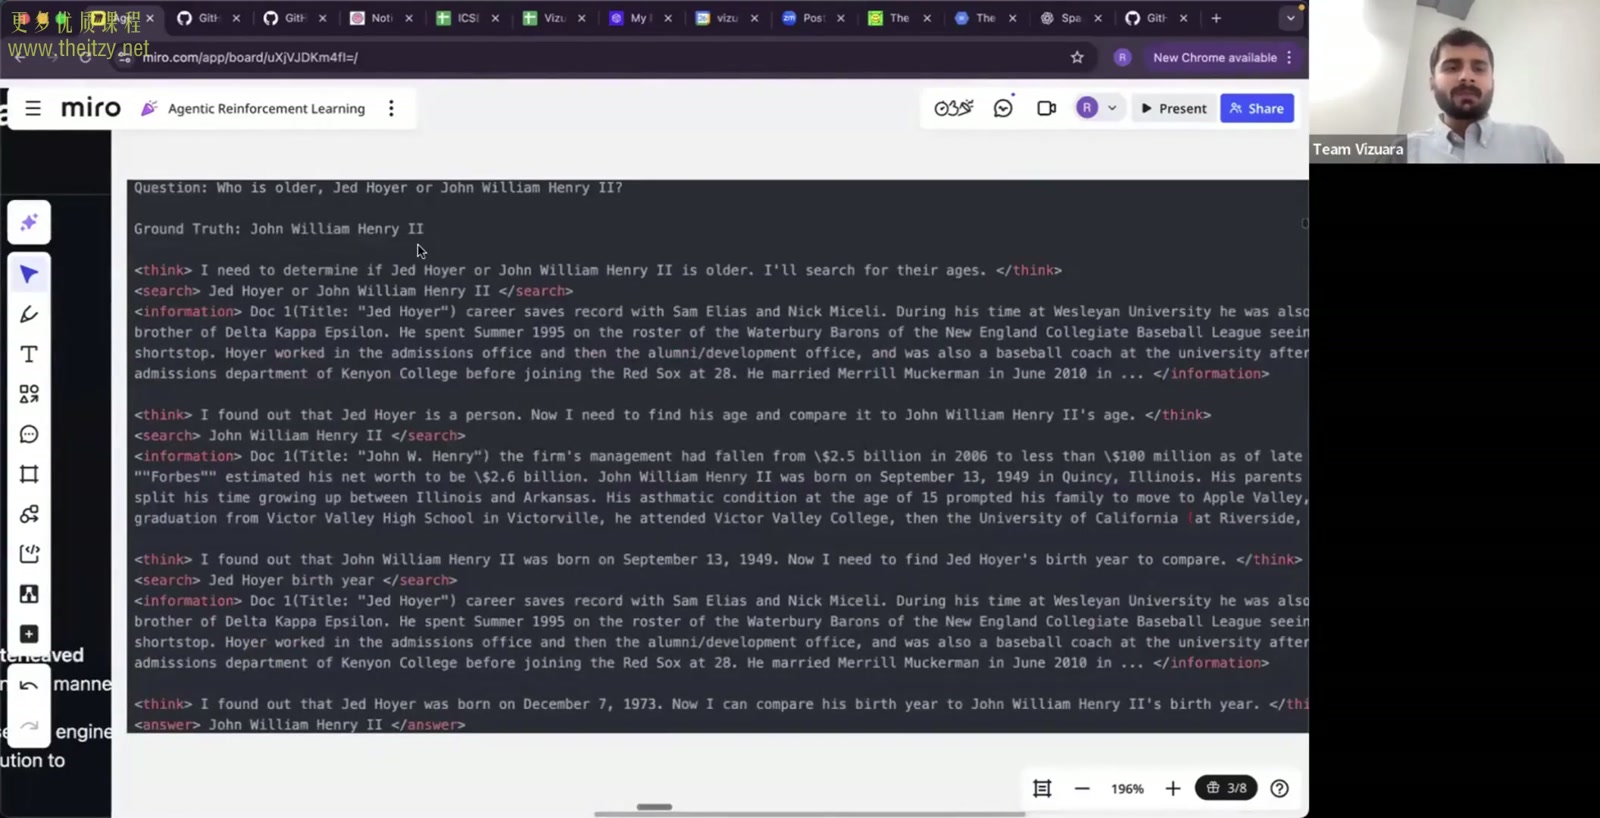 更多优质课程
www.theitzy.net
GitH
GitH
Noti
ICSE
Vizu
My I
vizu
Post
The
The
Spa
GitH
miro.com/app/board/uXjVJDKm4fI=/
R
New Chrome available
miro
Agentic Reinforcement Learning
R
Present
Share
Team Vizuara
Question: Who is older, Jed Hoyer or John William Henry II?
Ground Truth: John William Henry II
<think> I need to determine if Jed Hoyer or John William Henry II is older. I'll search for their ages. </think>
<search> Jed Hoyer or John William Henry II </search>
<information> Doc 1(Title: "Jed Hoyer") career saves record with Sam Elias and Nick Miceli. During his time at Wesleyan University he was also
brother of Delta Kappa Epsilon. He spent Summer 1995 on the roster of the Waterbury Barons of the New England Collegiate Baseball League seein
shortstop. Hoyer worked in the admissions office and then the alumni/development office, and was also a baseball coach at the university after
admissions department of Kenyon College before joining the Red Sox at 28. He married Merrill Muckerman in June 2010 in ... </information>
<think> I found out that Jed Hoyer is a person. Now I need to find his age and compare it to John William Henry II's age. </think>
<search> John William Henry II </search>
<information> Doc 1(Title: "John W. Henry") the firm's management had fallen from \$2.5 billion in 2006 to less than \$100 million as of late
""Forbes"" estimated his net worth to be \$2.6 billion. John William Henry II was born on September 13, 1949 in Quincy, Illinois. His parents
split his time growing up between Illinois and Arkansas. His asthmatic condition at the age of 15 prompted his family to move to Apple Valley,
graduation from Victor Valley High School in Victorville, he attended Victor Valley College, then the University of California (at Riverside,
<think> I found out that John William Henry II was born on September 13, 1949. Now I need to find Jed Hoyer's birth year to compare. </think>
<search> Jed Hoyer birth year </search>
<information> Doc 1(Title: "Jed Hoyer") career saves record with Sam Elias and Nick Miceli. During his time at Wesleyan University he was also
brother of Delta Kappa Epsilon. He spent Summer 1995 on the roster of the Waterbury Barons of the New England Collegiate Baseball League seein
shortstop. Hoyer worked in the admissions office and then the alumni/development office, and was also a baseball coach at the university after
admissions department of Kenyon College before joining the Red Sox at 28. He married Merrill Muckerman in June 2010 in ... </information>
<think> I found out that Jed Hoyer was born on December 7, 1973. Now I can compare his birth year to John William Henry II's birth year. </thi
<answer> John William Henry II </answer>
manne
engine
ution to
196%
3/8